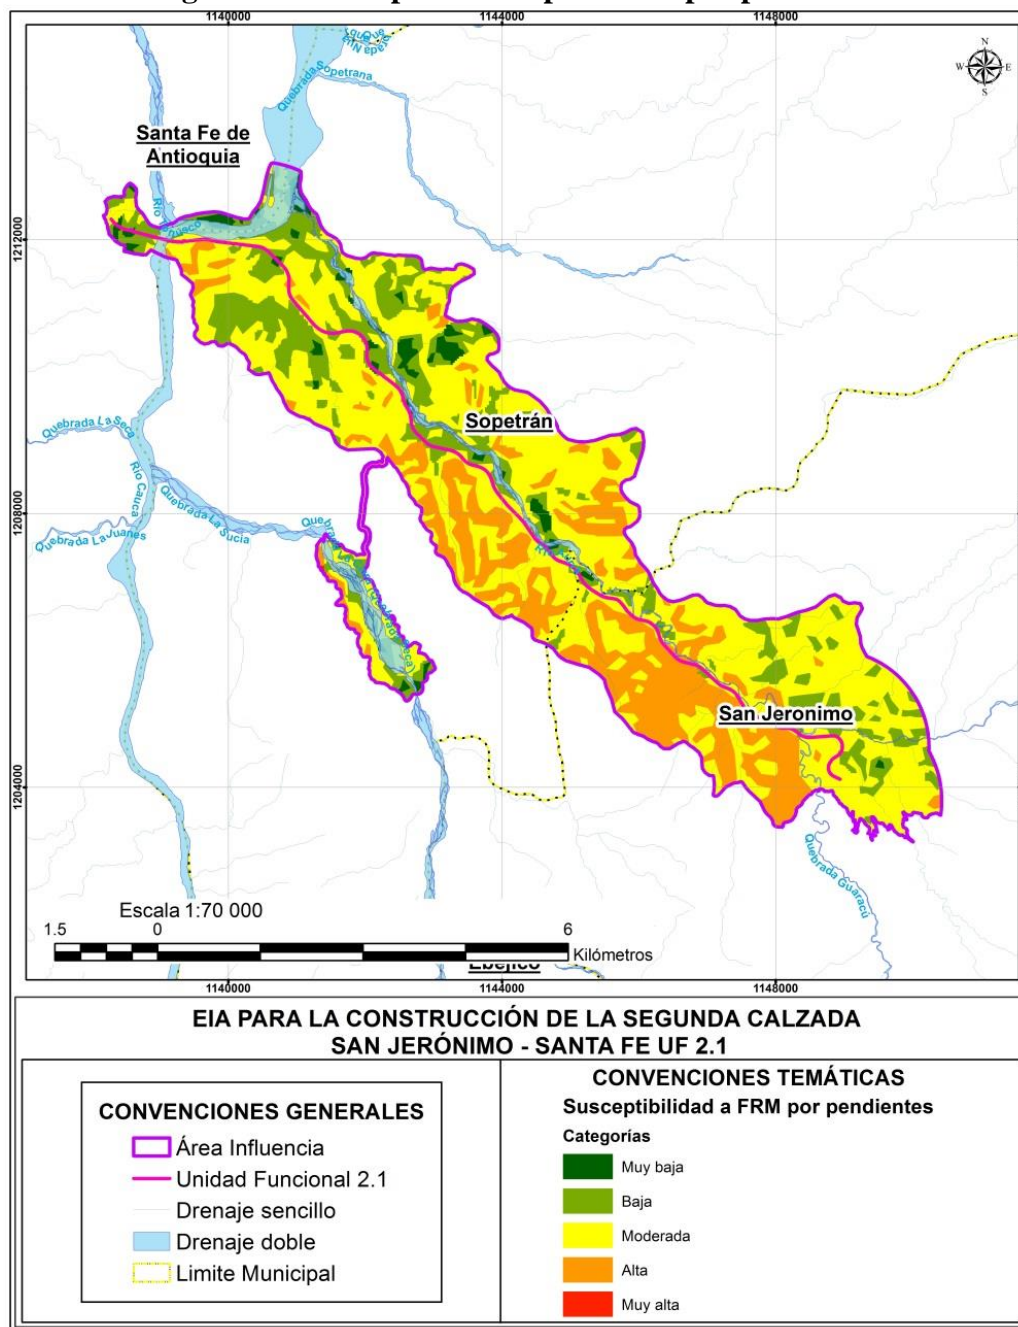 1140000
1144000
1148000
N
W E
S
Quebrada Sopetrana
Santa Fe de
Antioquia
1212000
Sopetrán
Quebrada La Seca
Río Cauca
Quebrada La Sucia
1208000
Quebrada La Juanes
San Jeronimo
1204000
Quebrada Guaracú
Escala 1:70 000
1.5 0 6
Kilómetros
Ebéjico
1140000
1144000
1148000
EIA PARA LA CONSTRUCCIÓN DE LA SEGUNDA CALZADA
SAN JERÓNIMO - SANTA FE UF 2.1
CONVENCIONES GENERALES
Área Influencia
Unidad Funcional 2.1
Drenaje sencillo
Drenaje doble
Limite Municipal
CONVENCIONES TEMÁTICAS
Susceptibilidad a FRM por pendientes
Categorías
Muy baja
Baja
Moderada
Alta
Muy alta